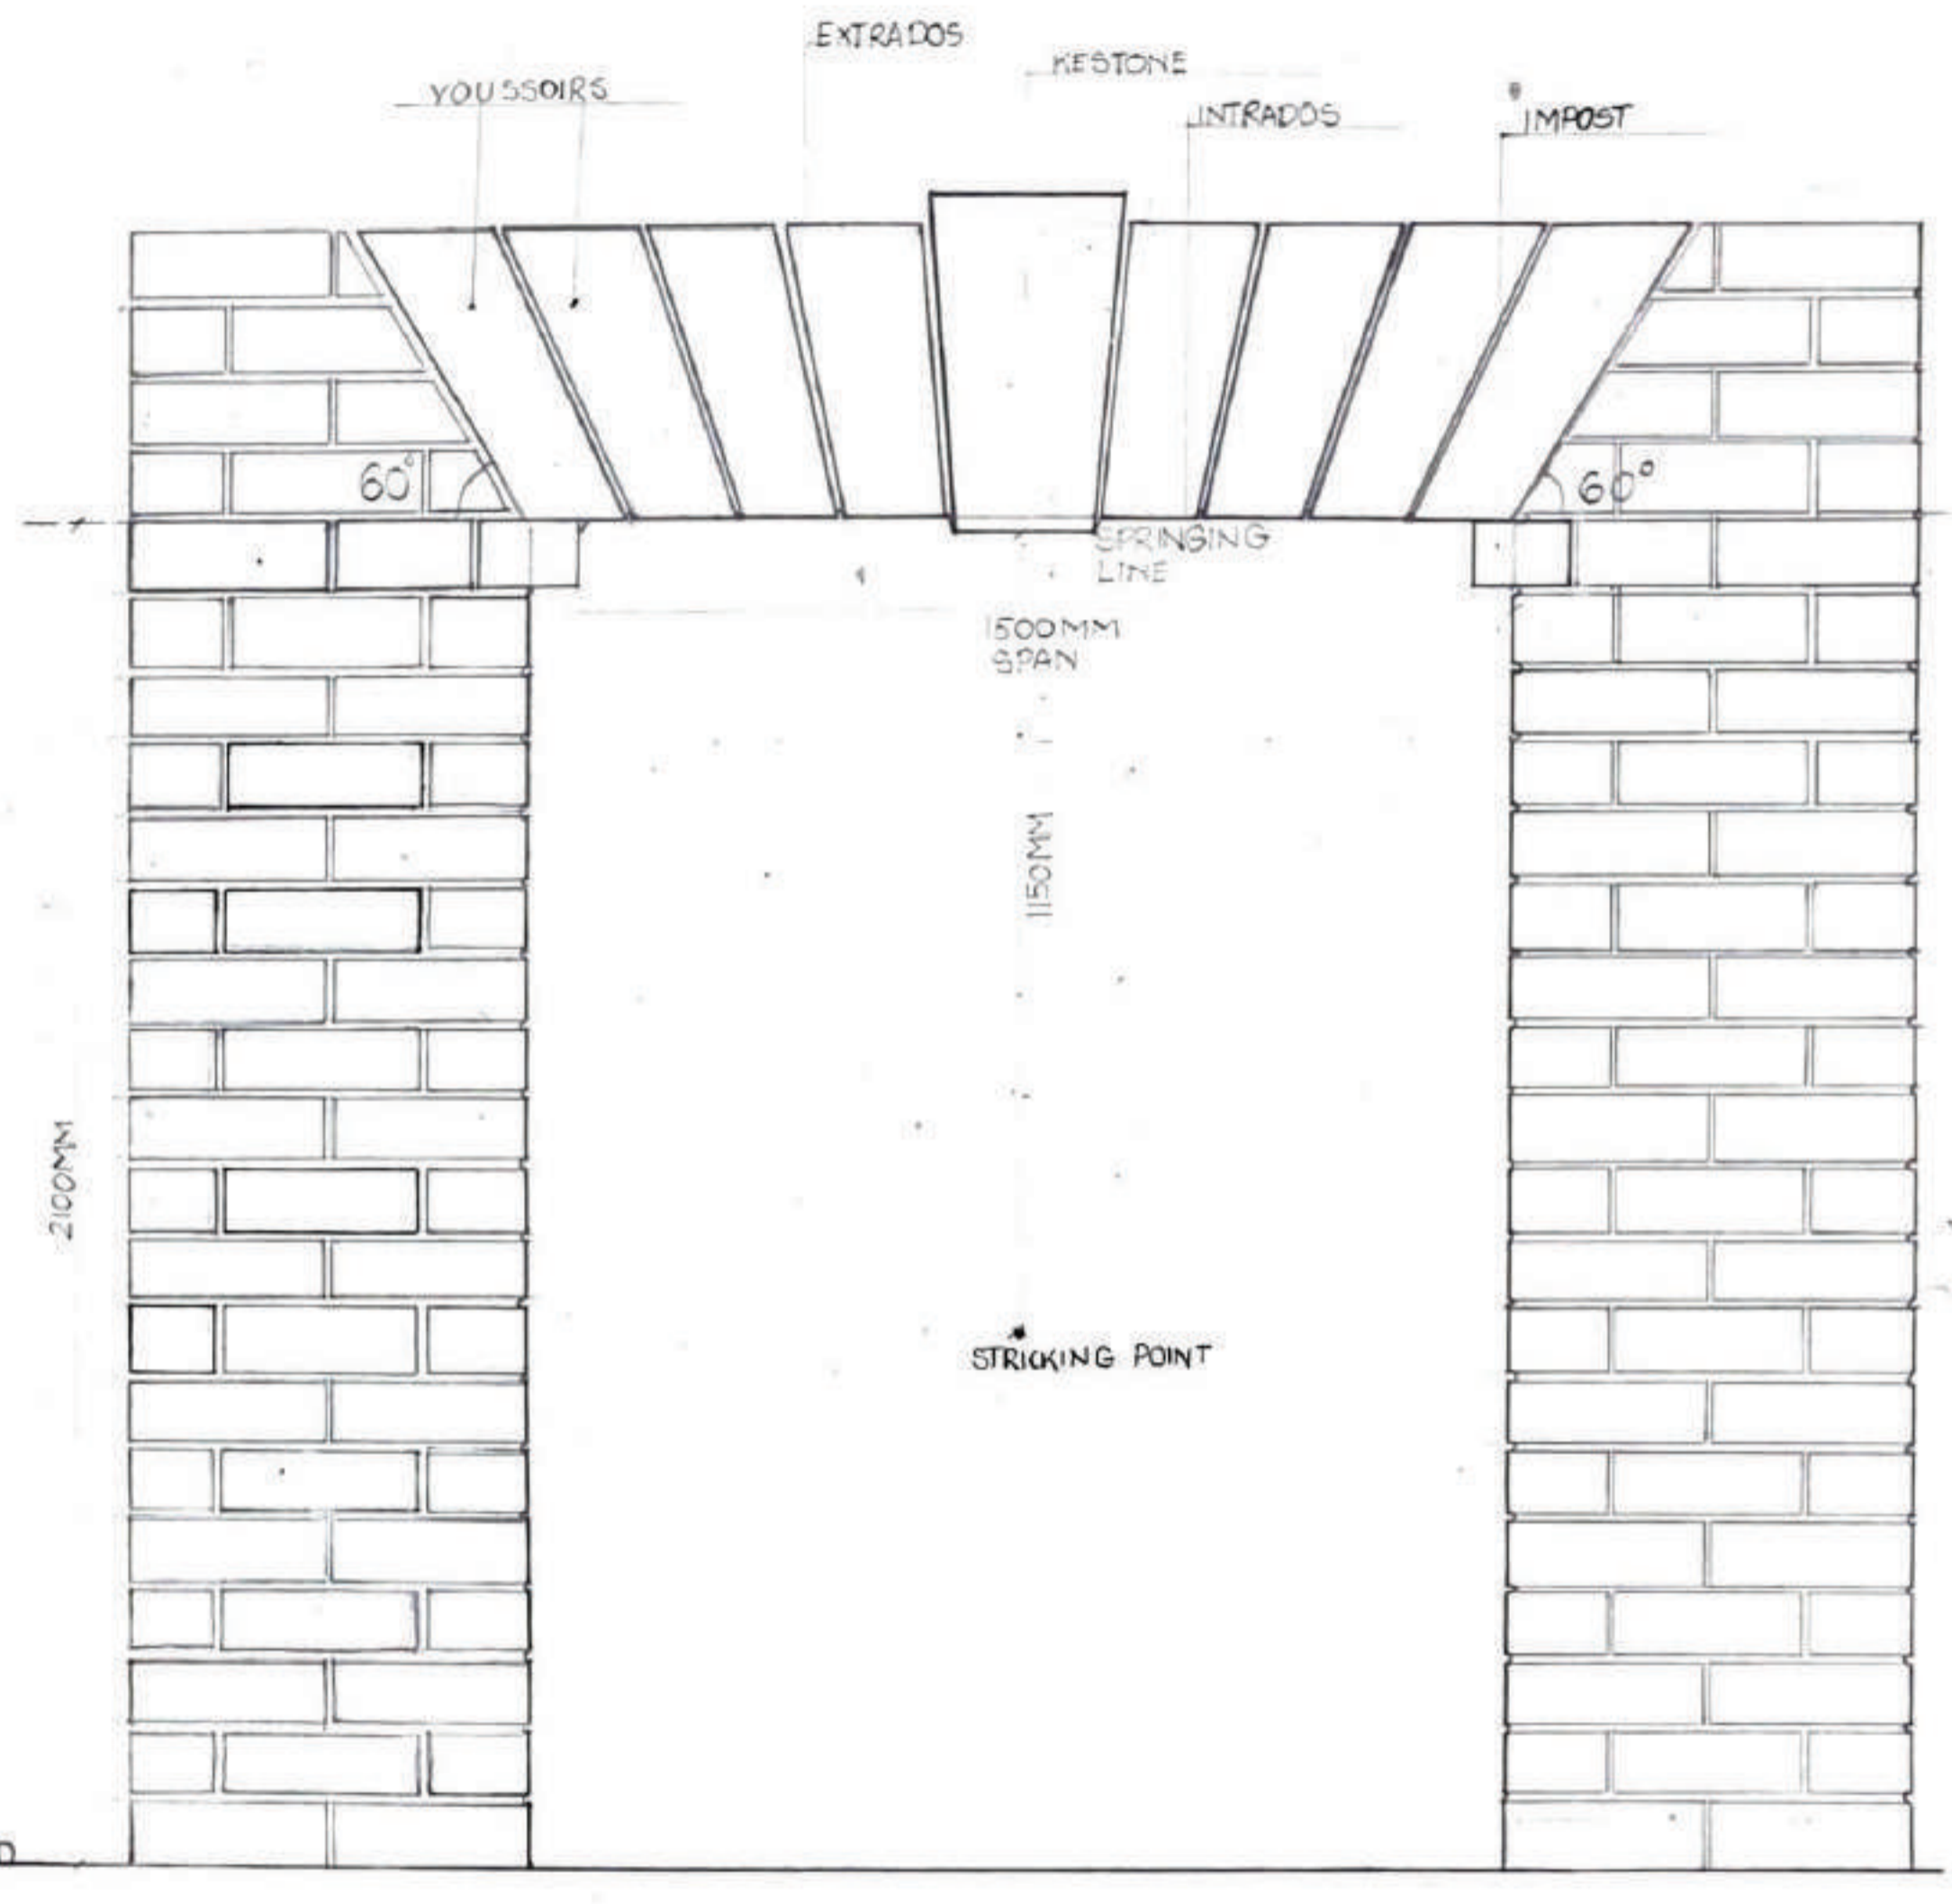 EXTRADOS
KESTONE
YOUSSOIRS
INTRADOS
IMPOST
60°
60°
SPRINGING
LINE
1500MM
SPAN
1150MM
2100MM
STRICKING POINT